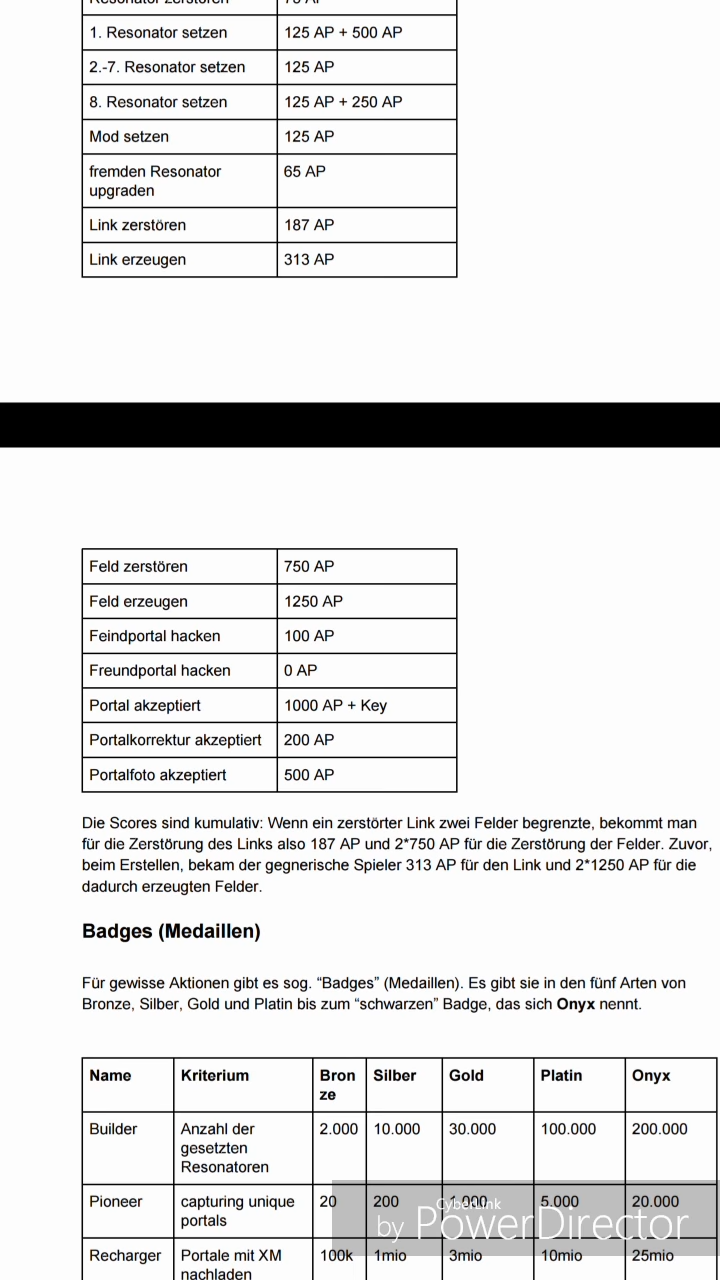 Resonator zerstören 75 AP
1. Resonator setzen 125 AP + 500 AP
2.-7. Resonator setzen 125 AP
8. Resonator setzen 125 AP + 250 AP
Mod setzen 125 AP
fremden Resonator 65 AP
upgraden
Link zerstören 187 AP
Link erzeugen 313 AP
Feld zerstören 750 AP
Feld erzeugen 1250 AP
Feindportal hacken 100 AP
Freundportal hacken 0 AP
Portal akzeptiert 1000 AP + Key
Portalkorrektur akzeptiert 200 AP
Portalfoto akzeptiert 500 AP
Die Scores sind kumulativ: Wenn ein zerstörter Link zwei Felder begrenzte, bekommt man
für die Zerstörung des Links also 187 AP und 2*750 AP für die Zerstörung der Felder. Zuvor,
beim Erstellen, bekam der gegnerische Spieler 313 AP für den Link und 2*1250 AP für die
dadurch erzeugten Felder.
Badges (Medaillen)
Für gewisse Aktionen gibt es sog. “Badges” (Medaillen). Es gibt sie in den fünf Arten von
Bronze, Silber, Gold und Platin bis zum “schwarzen” Badge, das sich Onyx nennt.
Name Kriterium Bron Silber Gold Platin Onyx
ze
Builder Anzahl der 2.000 10.000 30.000 100.000 200.000
gesetzten
Resonatoren
Pioneer capturing unique 20 200 1.000 5.000 20.000
portals
CyberLink
by PowerDirector
Recharger Portale mit XM 100k 1mio 3mio 10mio 25mio
nachladen